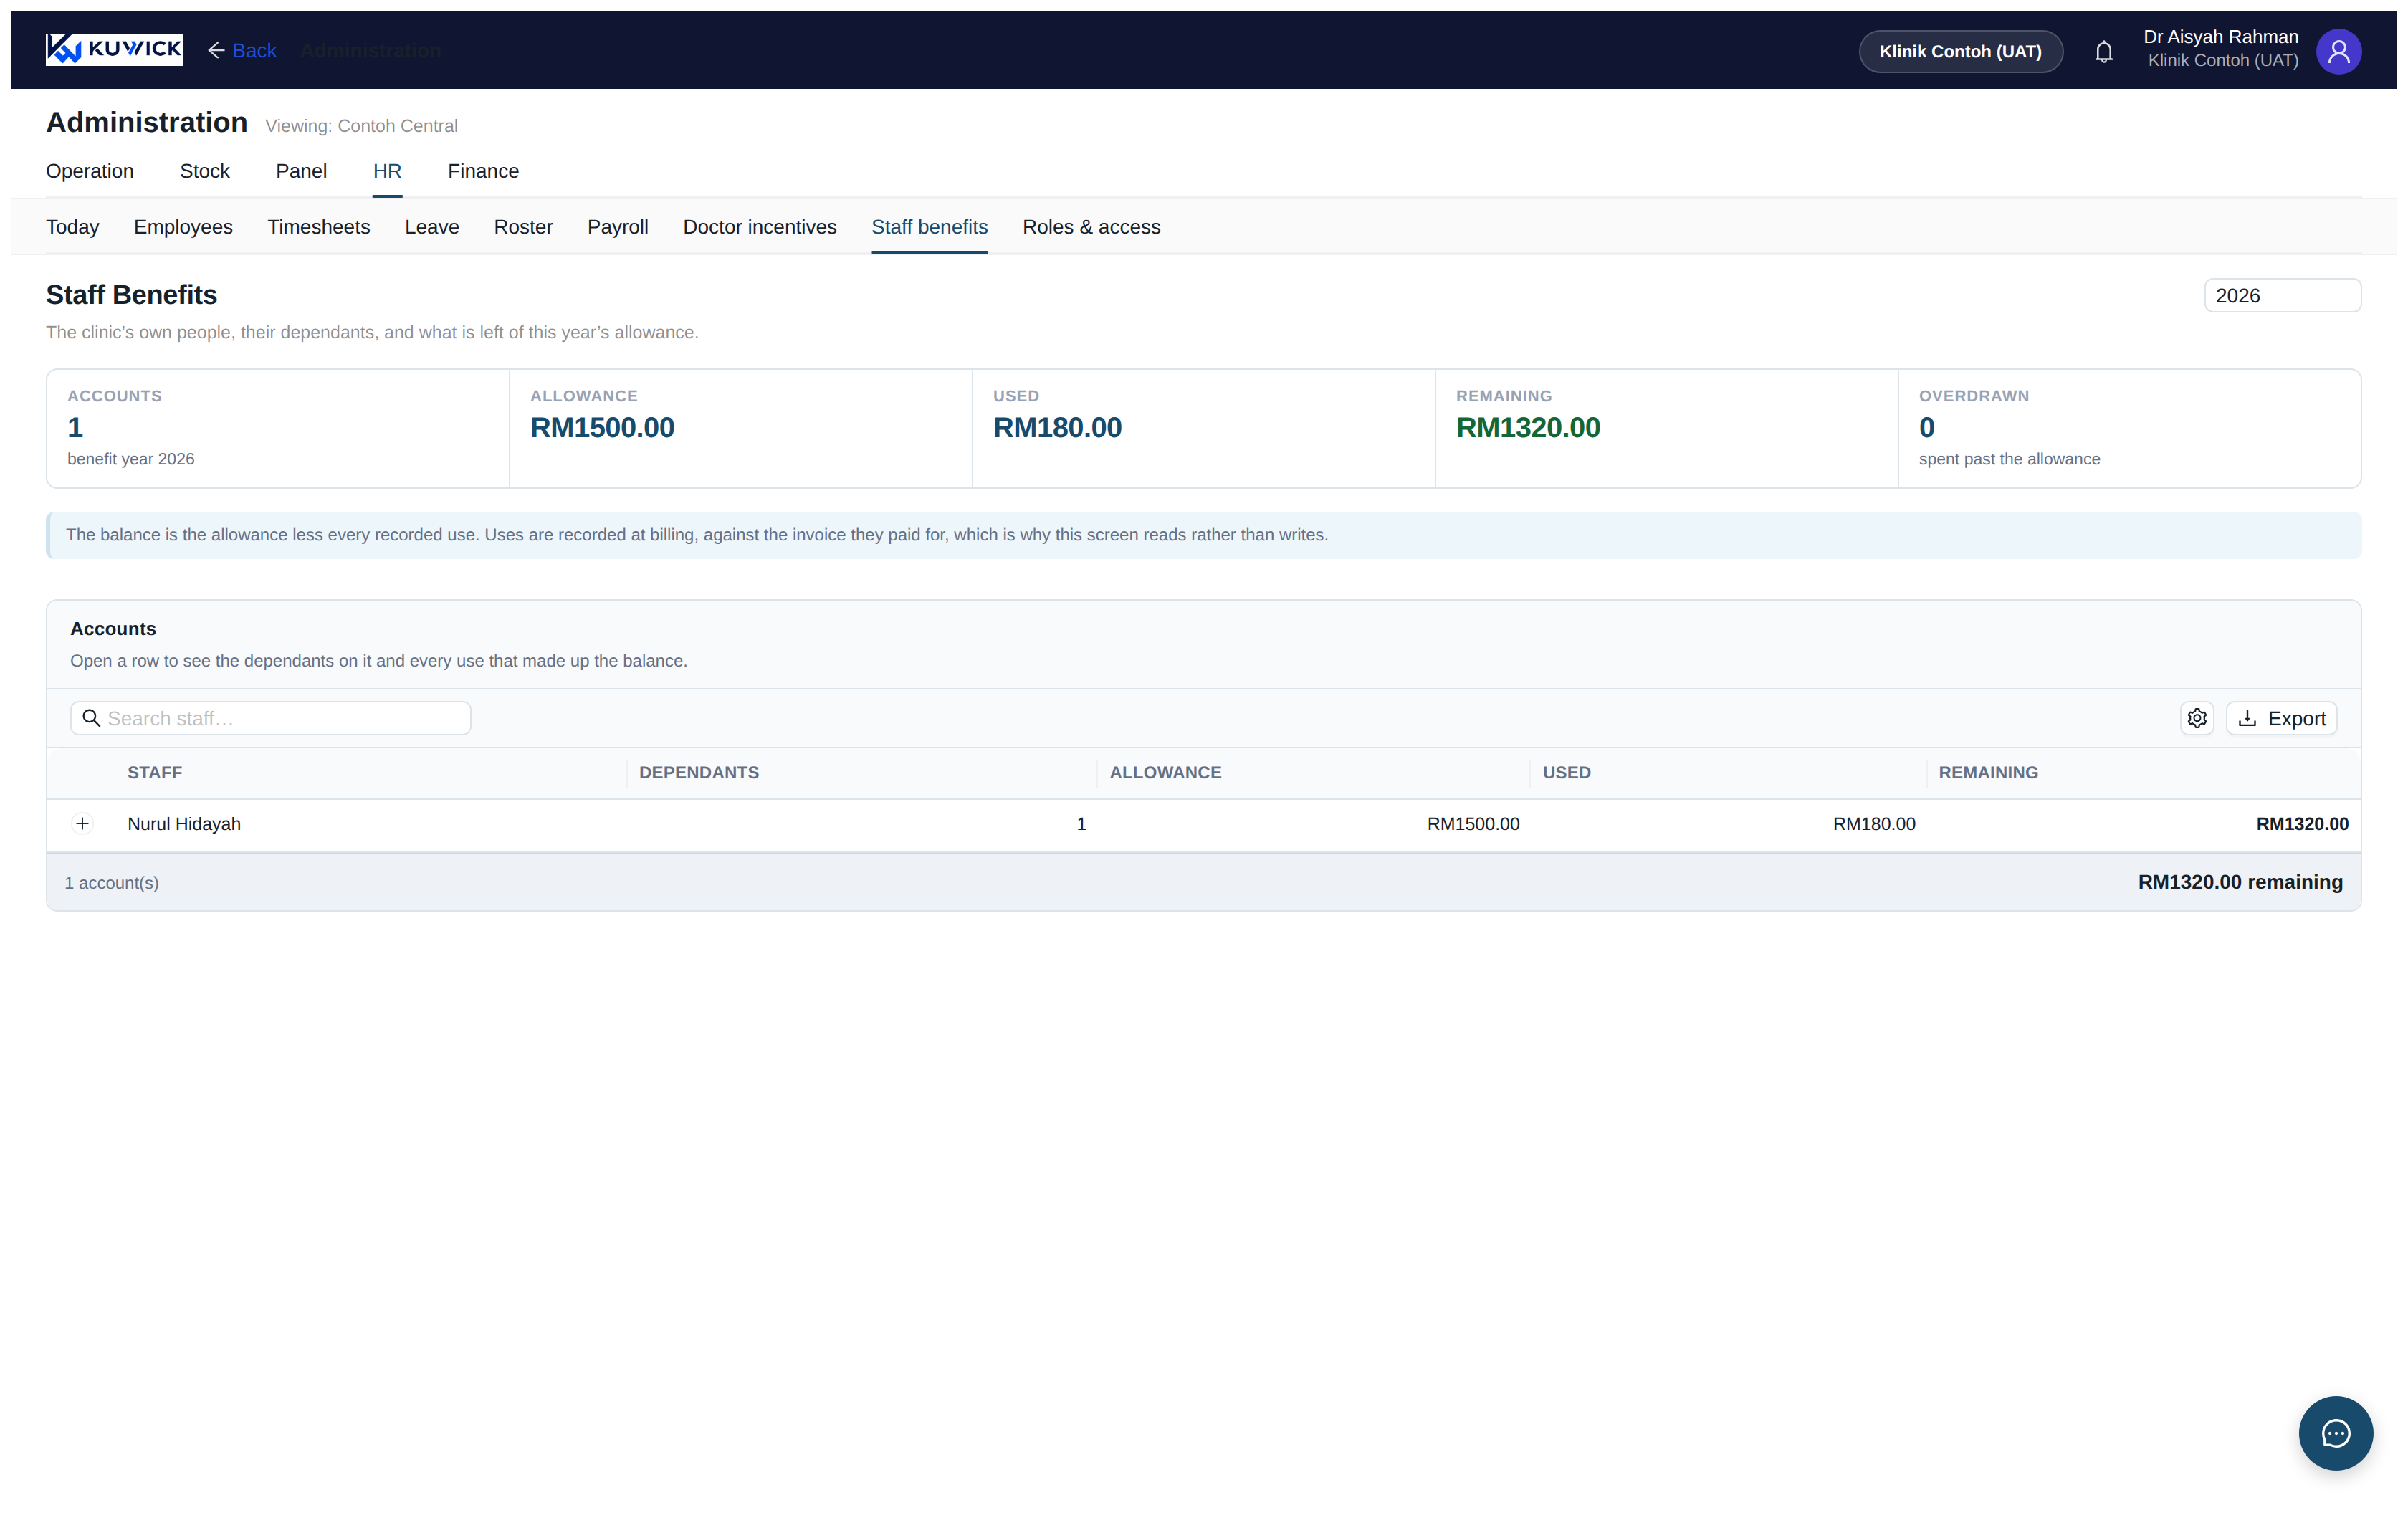 KUWICK
Back
Administration
Klinik Contoh (UAT)
Dr Aisyah Rahman
Klinik Contoh (UAT)
Administration
Viewing: Contoh Central
Operation
Stock
Panel
HR
Finance
Today
Employees
Timesheets
Leave
Roster
Payroll
Doctor incentives
Staff benefits
Roles & access
Staff Benefits
2026
The clinic’s own people, their dependants, and what is left of this year’s allowance.
ACCOUNTS
1
benefit year 2026
ALLOWANCE
RM1500.00
USED
RM180.00
REMAINING
RM1320.00
OVERDRAWN
0
spent past the allowance
The balance is the allowance less every recorded use. Uses are recorded at billing, against the invoice they paid for, which is why this screen reads rather than writes.
Accounts
Open a row to see the dependants on it and every use that made up the balance.
Search staff…
Export
STAFF DEPENDANTS ALLOWANCE USED REMAINING
Nurul Hidayah 1 RM1500.00 RM180.00 RM1320.00
1 account(s)
RM1320.00 remaining